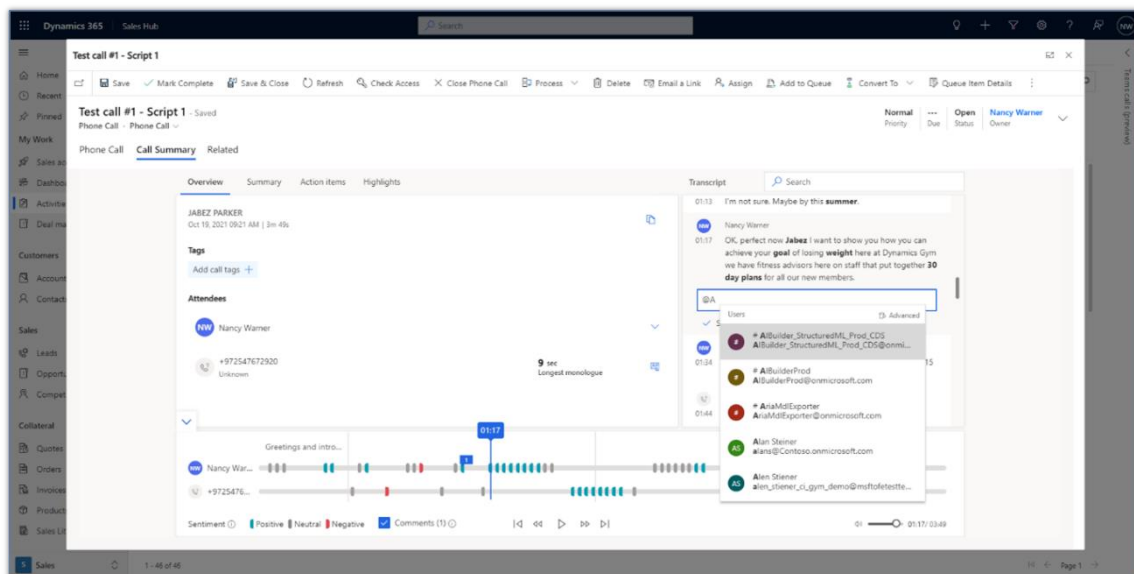 Dynamics 365
Sales Hub
Search
NW
Test call #1 - Script 1
Save
Mark Complete
Save & Close
Refresh
Check Access
Close Phone Call
Process
Delete
Email a Link
Assign
Add to Queue
Convert To
Queue Item Details
Test call #1 - Script 1 - Saved
Phone Call · Phone Call
Normal
Priority
---
Due
Open
Status
Nancy Warner
Owner
Phone Call
Call Summary
Related
Home
Recent
Pinned
My Work
Sales ac
Dashbo
Activitie
Deal ma
Customers
Account
Contact
Sales
Leads
Opport
Compet
Collateral
Quotes
Orders
Invoices
Product
Sales Lit
Sales
Overview
Summary
Action items
Highlights
JABEZ PARKER
Oct 19, 2021 09:21 AM | 3m 49s
Tags
Add call tags +
Attendees
NW
Nancy Warner
+972547672920
Unknown
9 sec
Longest monologue
Transcript
Search
01:13 I'm not sure. Maybe by this summer.
NW
Nancy Warner
01:17 OK, perfect now Jabez I want to show you how you can
achieve your goal of losing weight here at Dynamics Gym
we have fitness advisors here on staff that put together 30
day plans for all our new members.
@A
S
Users
Advanced
# AIBuilder_StructuredML_Prod_CDS
AIBuilder_StructuredML_Prod_CDS@onmi...
# AIBuilderProd
AIBuilderProd@onmicrosoft.com
# AriaMdlExporter
AriaMdlExporter@onmicrosoft.com
AS
Alan Steiner
alans@Contoso.onmicrosoft.com
AS
Alen Stiener
alen_stiener_ci_gym_demo@msftofetestte...
NW
01:34
15
01:44
01:17
Greetings and intro...
1
NW
Nancy War...
+9725476...
Sentiment
Positive
Neutral
Negative
Comments (1)
01:17/ 03:49
Teams calls (preview)
S
1 - 46 of 46
Page 1